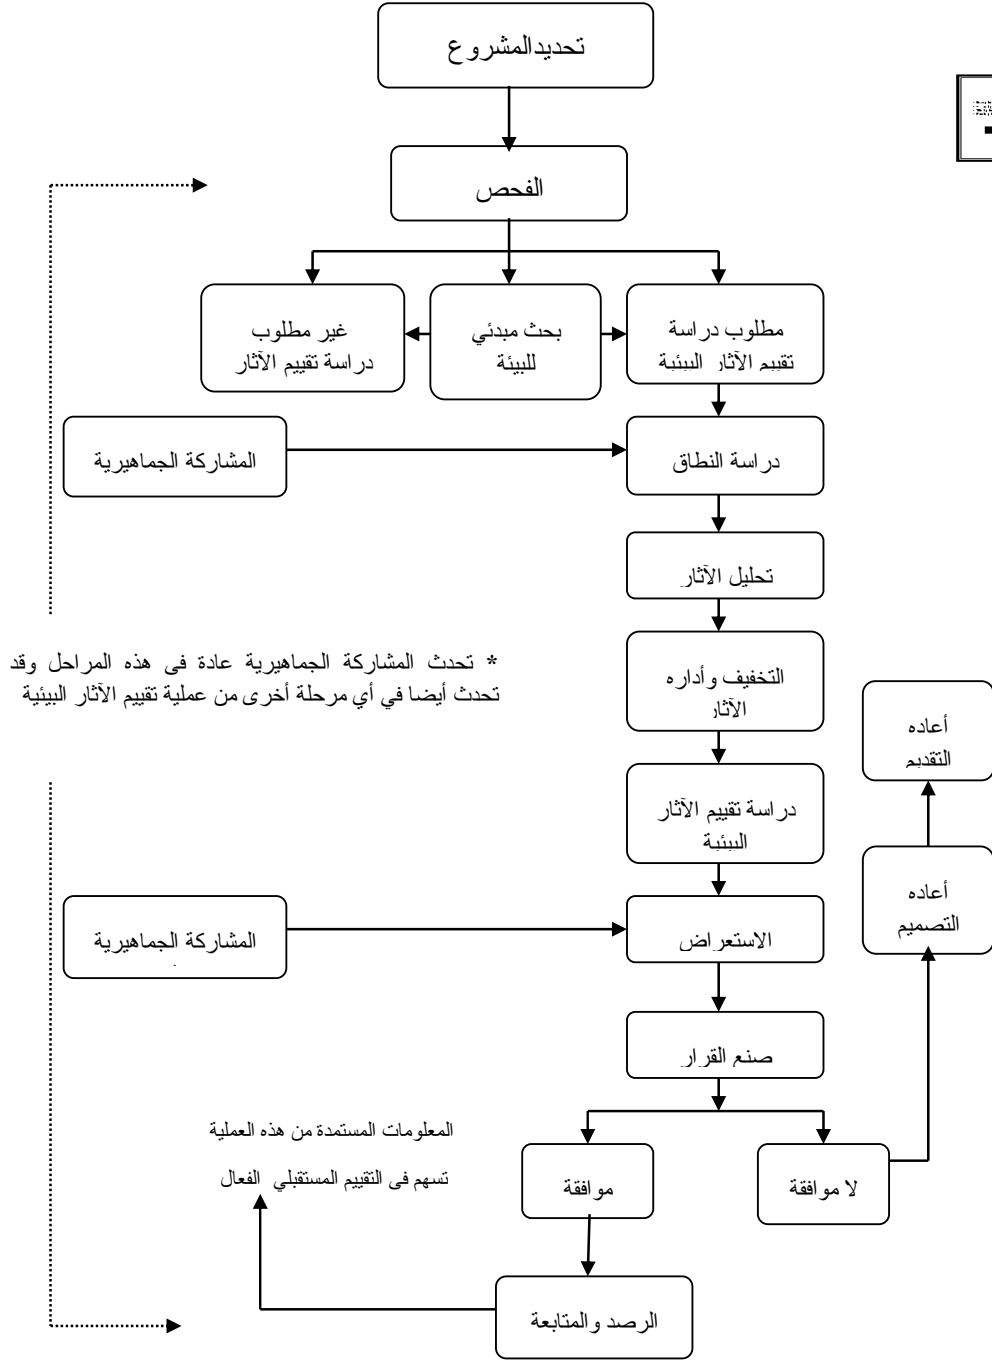 تحديدالمشروع
الفحص
مطلوب دراسة
تقييم الآثار البيئية
بحث مبدئي
للبيئة
غير مطلوب
دراسة تقييم الآثار
دراسة النطاق
المشاركة الجماهيرية
تحليل الآثار
* تحدث المشاركة الجماهيرية عادة فى هذه المراحل وقد
تحدث أيضا في أي مرحلة أخرى من عملية تقييم الآثار البيئية
التخفيف وأداره
الآثار
أعاده
التقديم
دراسة تقييم الآثار
البيئية
أعاده
التصميم
الاستعراض
المشاركة الجماهيرية
صنع القرار
المعلومات المستمدة من هذه العملية
تسهم فى التقييم المستقبلي الفعال
لا موافقة
موافقة
الرصد والمتابعة